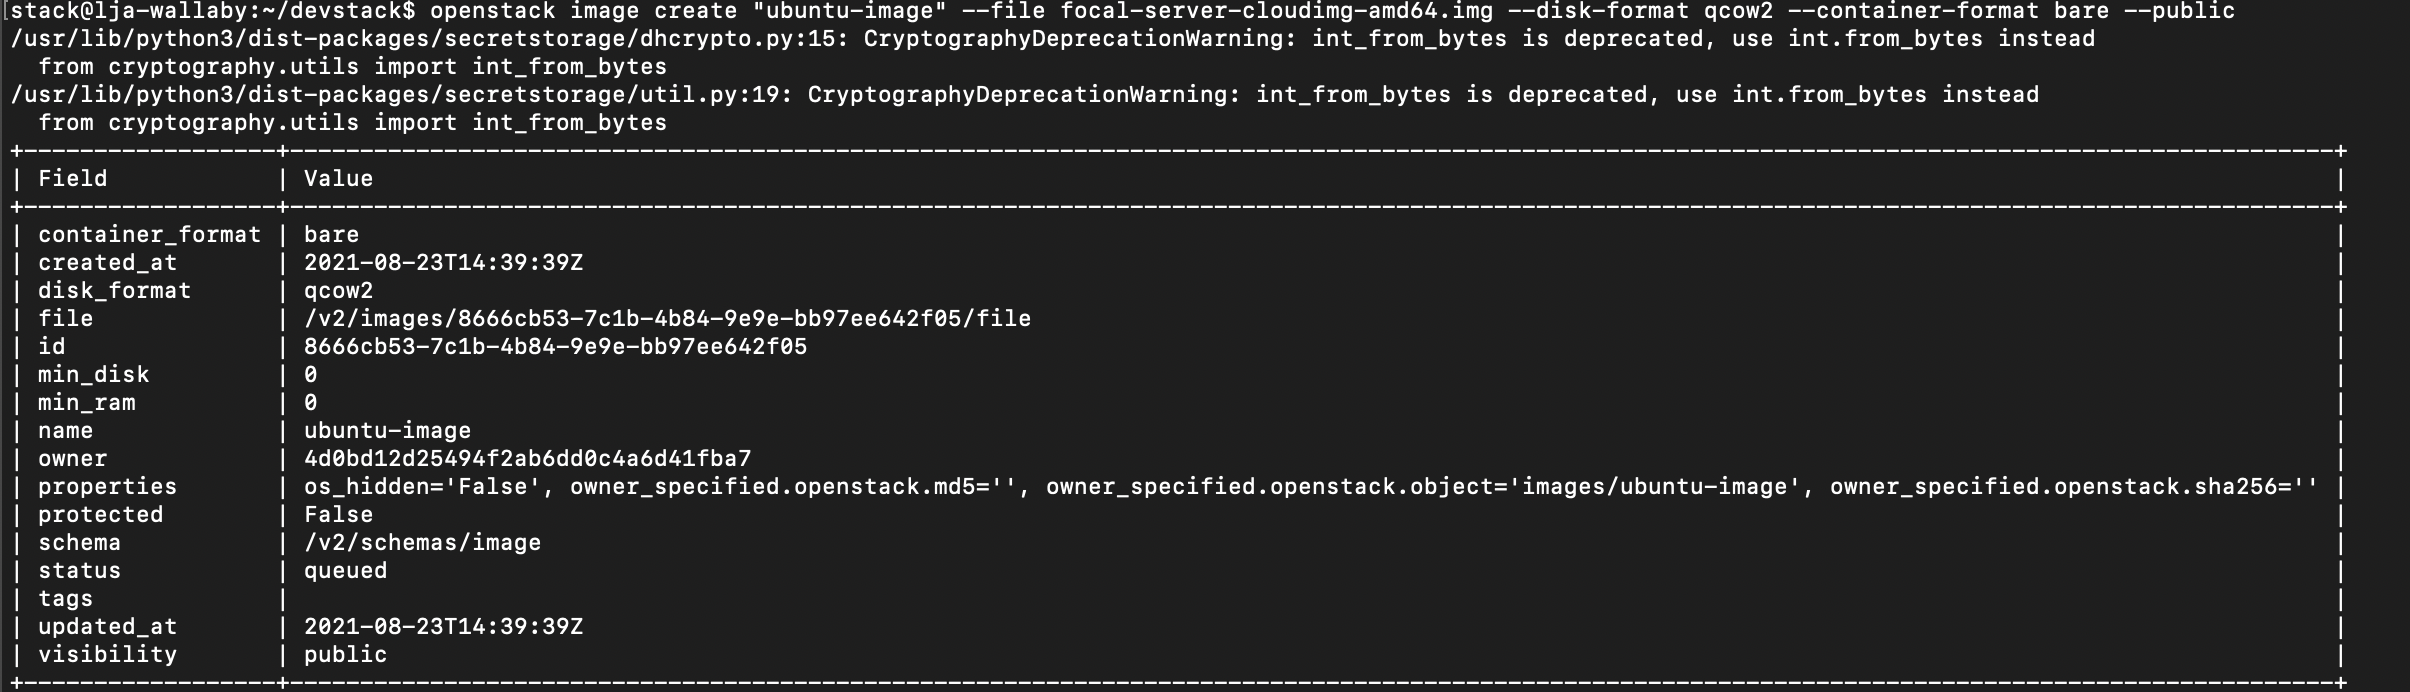 [stack@lja-wallaby:~/devstack$ openstack image create "ubuntu-image" --file focal-server-cloudimg-amd64.img --disk-format qcow2 --container-format bare --public
/usr/lib/python3/dist-packages/secretstorage/dhcrypto.py:15: CryptographyDeprecationWarning: int_from_bytes is deprecated, use int.from_bytes instead
  from cryptography.utils import int_from_bytes
/usr/lib/python3/dist-packages/secretstorage/util.py:19: CryptographyDeprecationWarning: int_from_bytes is deprecated, use int.from_bytes instead
  from cryptography.utils import int_from_bytes
| Field | Value |
| container_format | bare |
| created_at | 2021-08-23T14:39:39Z |
| disk_format | qcow2 |
| file | /v2/images/8666cb53-7c1b-4b84-9e9e-bb97ee642f05/file |
| id | 8666cb53-7c1b-4b84-9e9e-bb97ee642f05 |
| min_disk | 0 |
| min_ram | 0 |
| name | ubuntu-image |
| owner | 4d0bd12d25494f2ab6dd0c4a6d41fba7 |
| properties | os_hidden='False', owner_specified.openstack.md5='', owner_specified.openstack.object='images/ubuntu-image', owner_specified.openstack.sha256='' |
| protected | False |
| schema | /v2/schemas/image |
| status | queued |
| tags | |
| updated_at | 2021-08-23T14:39:39Z |
| visibility | public |